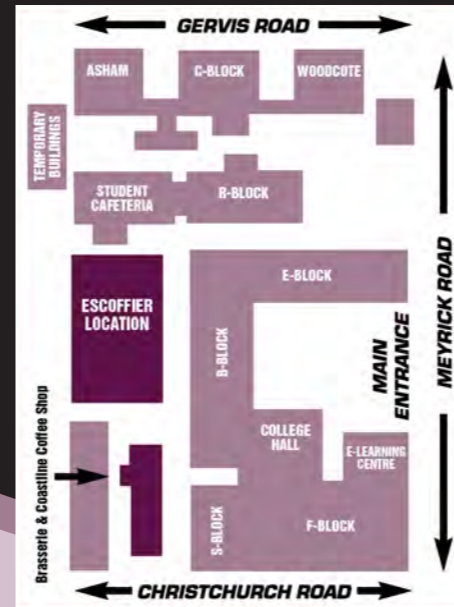 GERVIS ROAD
ASHAM
C-BLOCK
WOODCOTE
TEMPORARY
BUILDINGS
STUDENT
CAFETERIA
R-BLOCK
E-BLOCK
ESCOFFIER
LOCATION
B-BLOCK
MAIN
ENTRANCE
MEYRICK ROAD
COLLEGE
HALL
E-LEARNING
CENTRE
Brasserie & Coastline Coffee Shop
S-BLOCK
F-BLOCK
CHRISTCHURCH ROAD